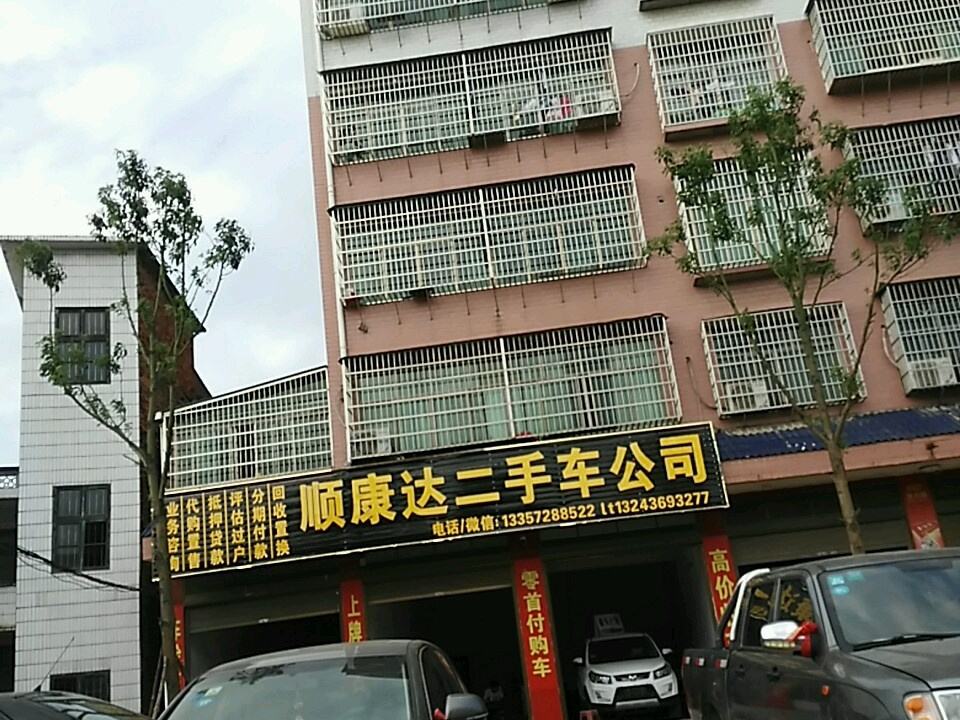 顺康达二手车公司
电话/微信:13357288522 lt13243693277
业务咨询
代购置售
抵押贷款
评估过户
分期付款
回收置换
上牌
零首付购车
高价